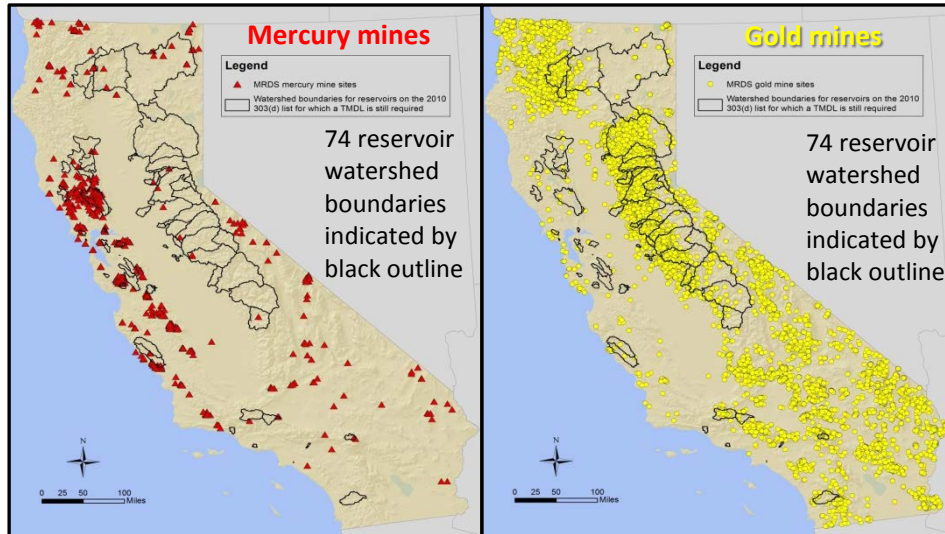 Mercury mines
Legend
MRDS mercury mine sites
Watershed boundaries for reservoirs on the 2010
303(d) list for which a TMDL is still required
74 reservoir
watershed
boundaries
indicated by
black outline
N
0 25 50 100
Miles
Gold mines
Legend
MRDS gold mine sites
Watershed boundaries for reservoirs on the 2010
303(d) list for which a TMDL is still required
74 reservoir
watershed
boundaries
indicated by
black outline
N
0 25 50 100
Miles